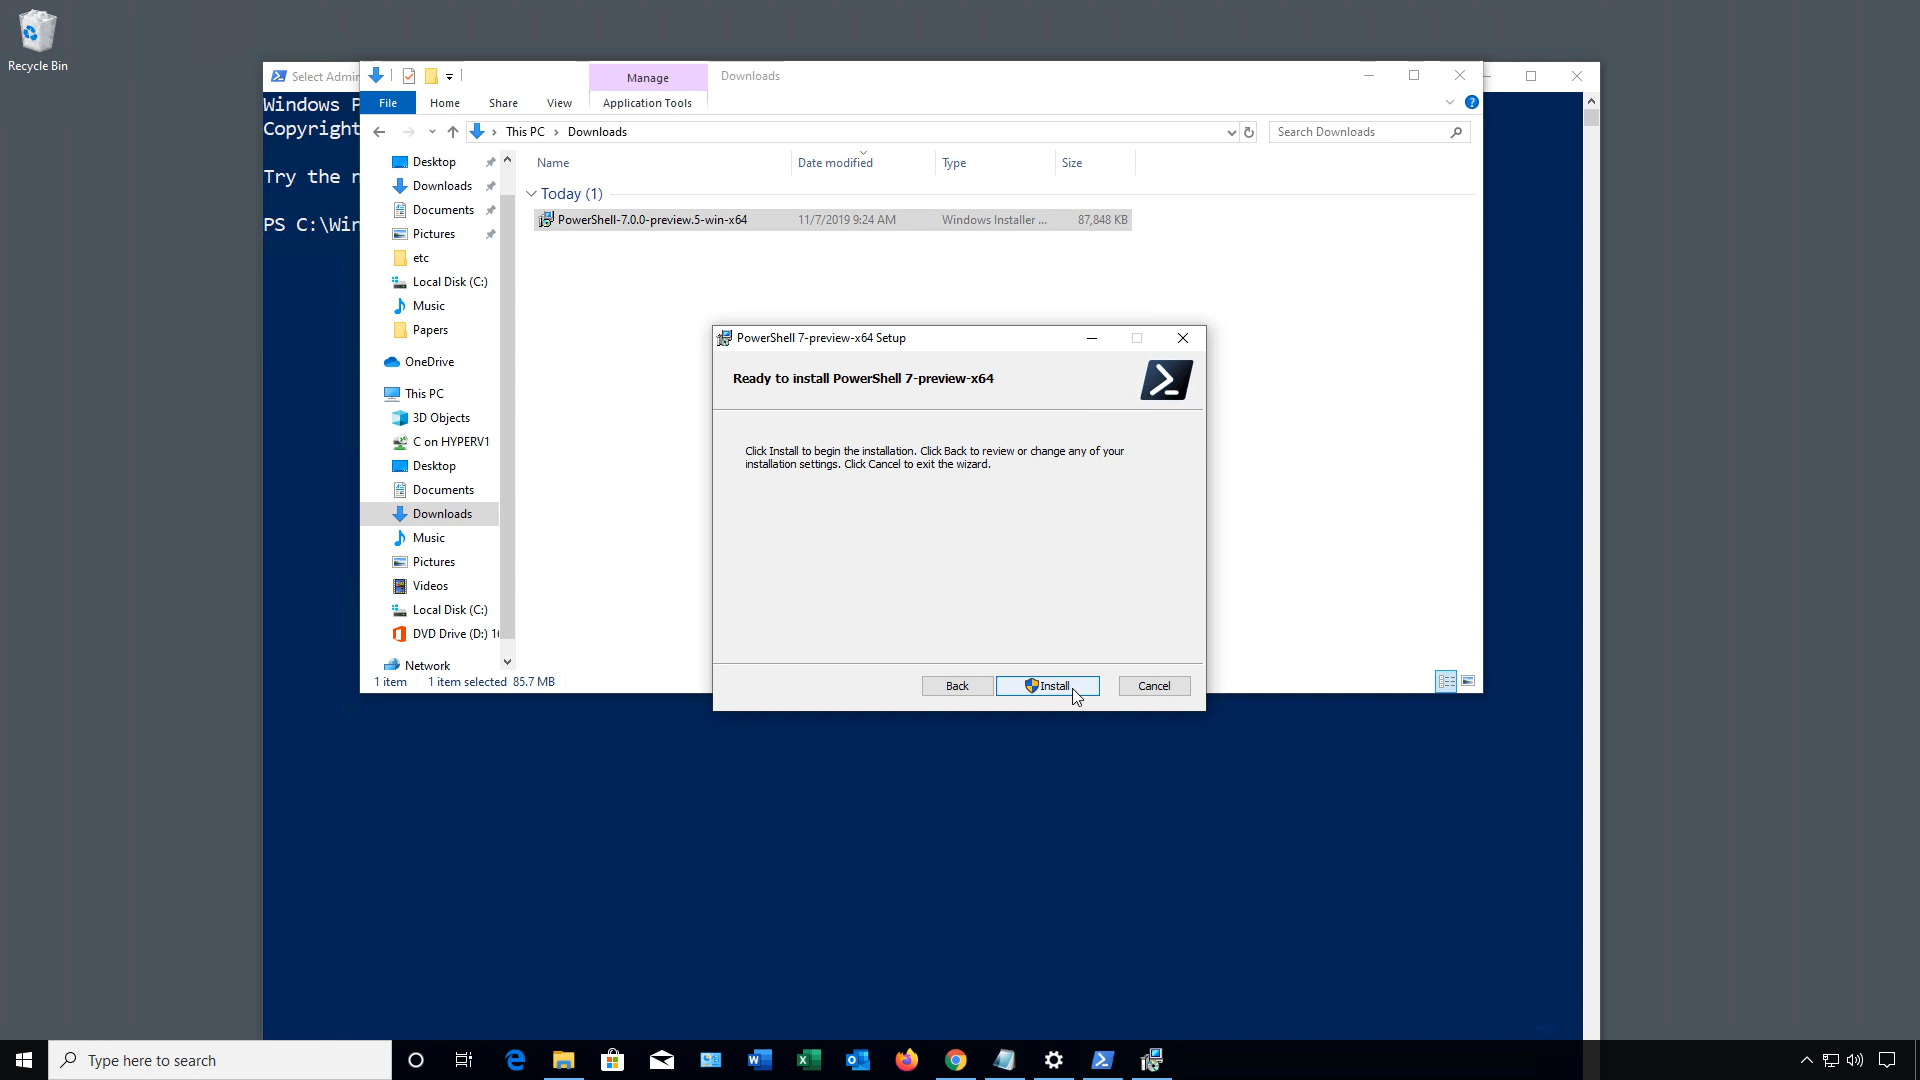 Recycle Bin
Select Admin
Manage
Downloads
File
Home
Share
View
Application Tools
Windows P
Copyright
Try the n
PS C:\Win
This PC
Downloads
Search Downloads
Name
Date modified
Type
Size
Today (1)
PowerShell-7.0.0-preview.5-win-x64
11/7/2019 9:24 AM
Windows Installer ...
87,848 KB
Desktop
Downloads
Documents
Pictures
etc
Local Disk (C:)
Music
Papers
OneDrive
This PC
3D Objects
C on HYPERV1
Desktop
Documents
Downloads
Music
Pictures
Videos
Local Disk (C:)
DVD Drive (D:) 16
Network
1 item
1 item selected 85.7 MB
PowerShell 7-preview-x64 Setup
Ready to install PowerShell 7-preview-x64
Click Install to begin the installation. Click Back to review or change any of your
installation settings. Click Cancel to exit the wizard.
Back
Install
Cancel
Type here to search